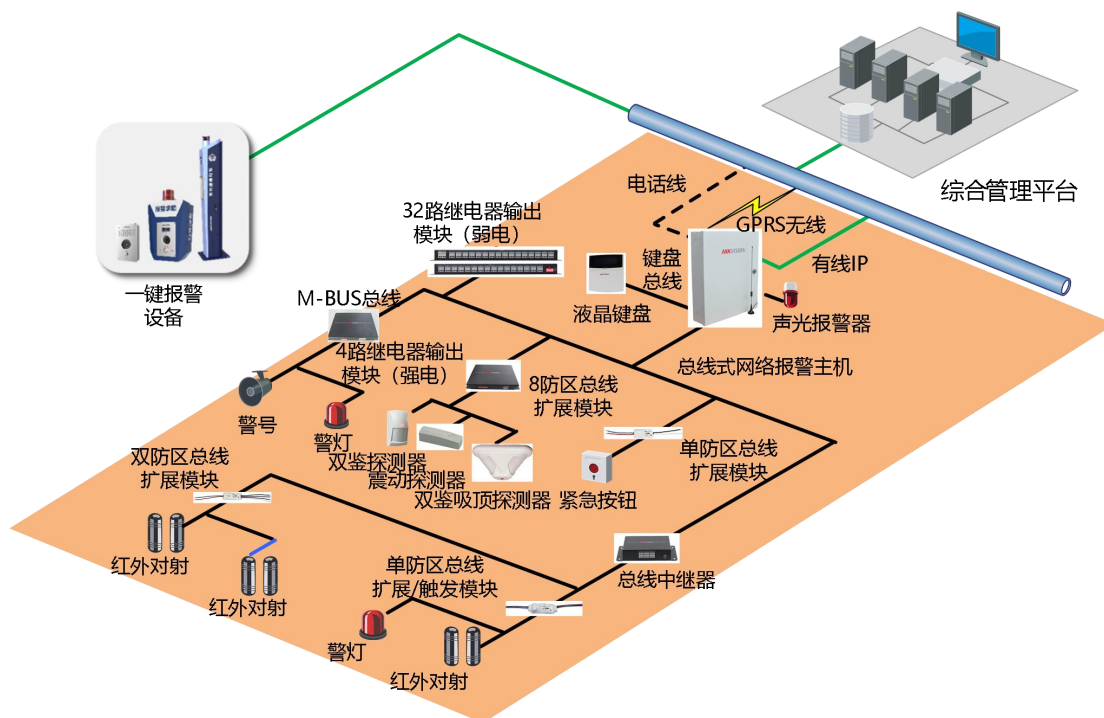 综合管理平台
电话线
GPRS无线
有线IP
32路继电器输出
模块（弱电）
键盘
总线
HIKVISION
液晶键盘
声光报警器
总线式网络报警主机
一键报警
设备
M-BUS总线
4路继电器输出
模块（强电）
8防区总线
扩展模块
警号
警灯
双鉴探测器
震动探测器
双鉴吸顶探测器
紧急按钮
单防区总线
扩展模块
双防区总线
扩展模块
红外对射
红外对射
单防区总线
扩展/触发模块
总线中继器
警灯
红外对射